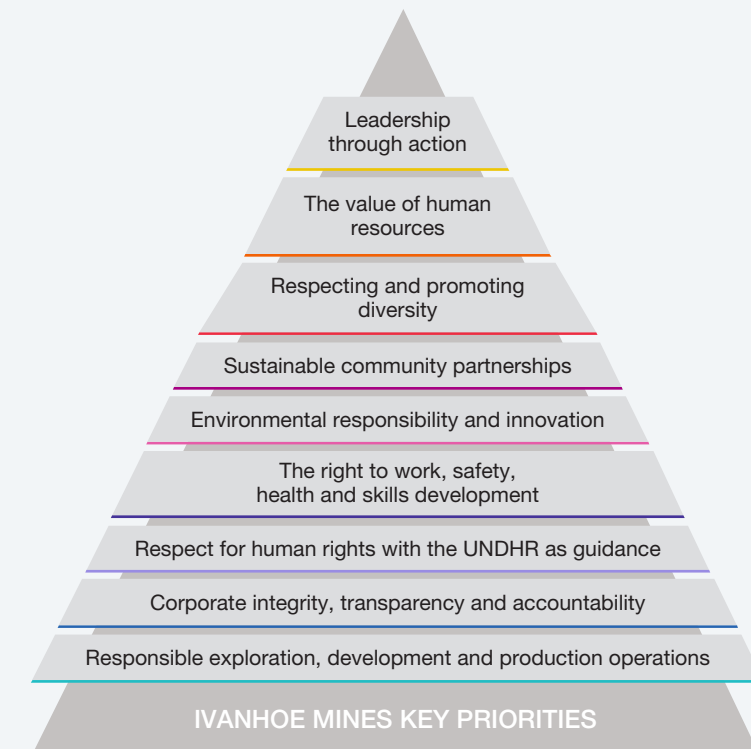 Leadership
through action
The value of human
resources
Respecting and promoting
diversity
Sustainable community partnerships
Environmental responsibility and innovation
The right to work, safety,
health and skills development
Respect for human rights with the UNDHR as guidance
Corporate integrity, transparency and accountability
Responsible exploration, development and production operations
IVANHOE MINES KEY PRIORITIES